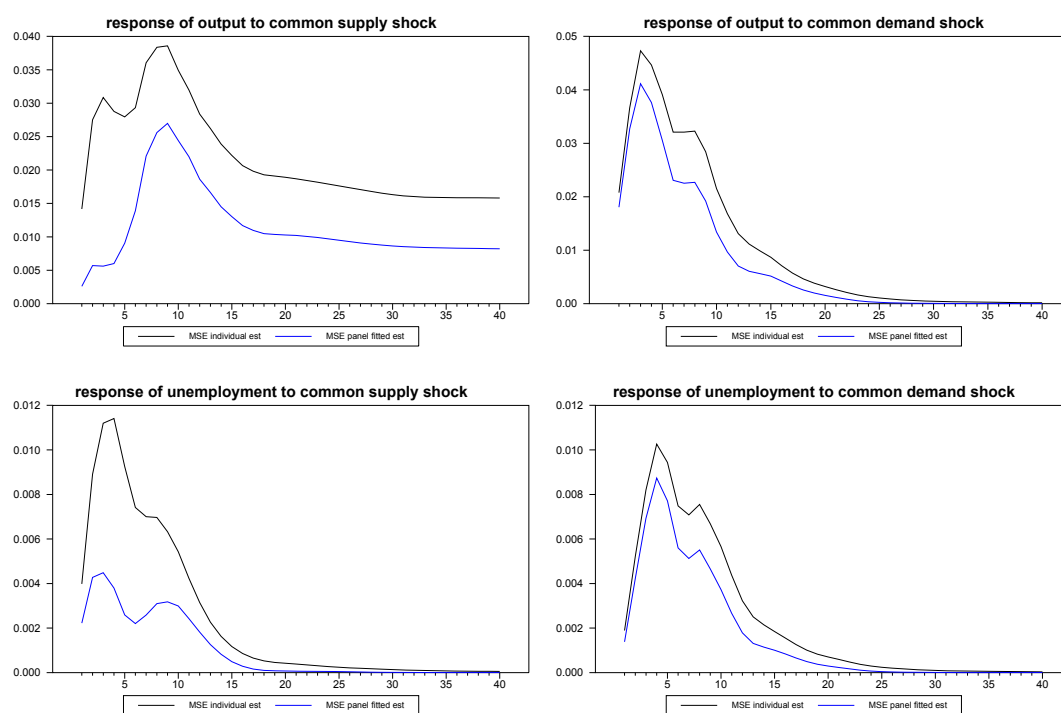 response of output to common supply shock
0.040
0.035
0.030
0.025
0.020
0.015
0.010
0.005
0.000
5 10 15 20 25 30 35 40
MSE individual est MSE panel fitted est
response of output to common demand shock
0.05
0.04
0.03
0.02
0.01
0.00
5 10 15 20 25 30 35 40
MSE individual est MSE panel fitted est
response of unemployment to common supply shock
0.012
0.010
0.008
0.006
0.004
0.002
0.000
5 10 15 20 25 30 35 40
MSE individual est MSE panel fitted est
response of unemployment to common demand shock
0.012
0.010
0.008
0.006
0.004
0.002
0.000
5 10 15 20 25 30 35 40
MSE individual est MSE panel fitted est